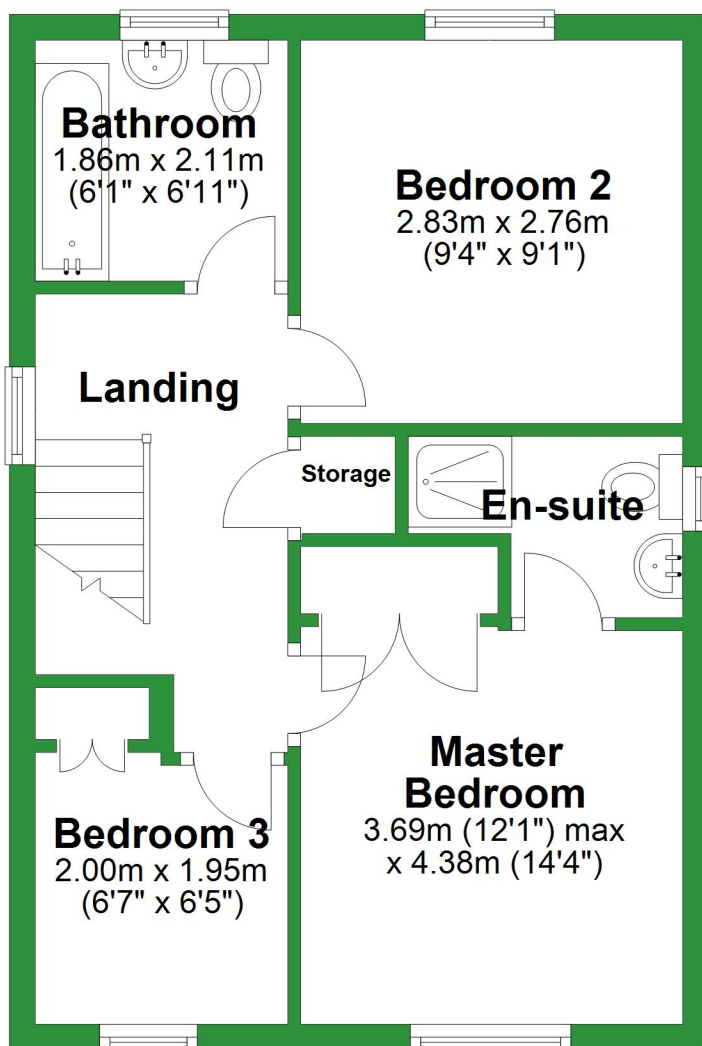 Bathroom
1.86m x 2.11m
(6'1" x 6'11")
Bedroom 2
2.83m x 2.76m
(9'4" x 9'1")
Landing
Storage
En-suite
Master
Bedroom
3.69m (12'1") max
x 4.38m (14'4")
Bedroom 3
2.00m x 1.95m
(6'7" x 6'5")